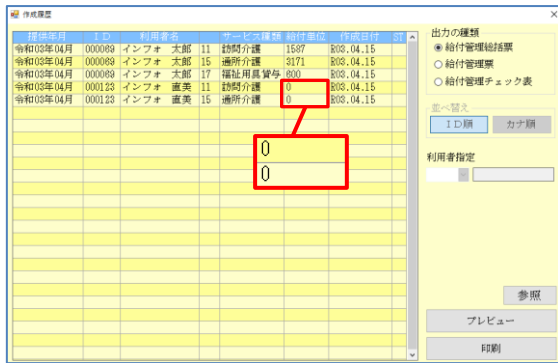 作成履歴
提供年月 ID 利用者名 サービス種類 給付単位 作成日付 ST
令和03年04月 000069 インフォ 太郎 11 訪問介護 1587 R03.04.15
令和03年04月 000069 インフォ 太郎 15 通所介護 3171 R03.04.15
令和03年04月 000069 インフォ 太郎 17 福祉用具貸与 600 R03.04.15
令和03年04月 000123 インフォ 直美 11 訪問介護 0 R03.04.15
令和03年04月 000123 インフォ 直美 15 通所介護 0 R03.04.15
0
0
出力の種類
給付管理総括票
給付管理票
給付管理チェック表
並べ替え
ID順 カナ順
利用者指定
参照
プレビュー
印刷